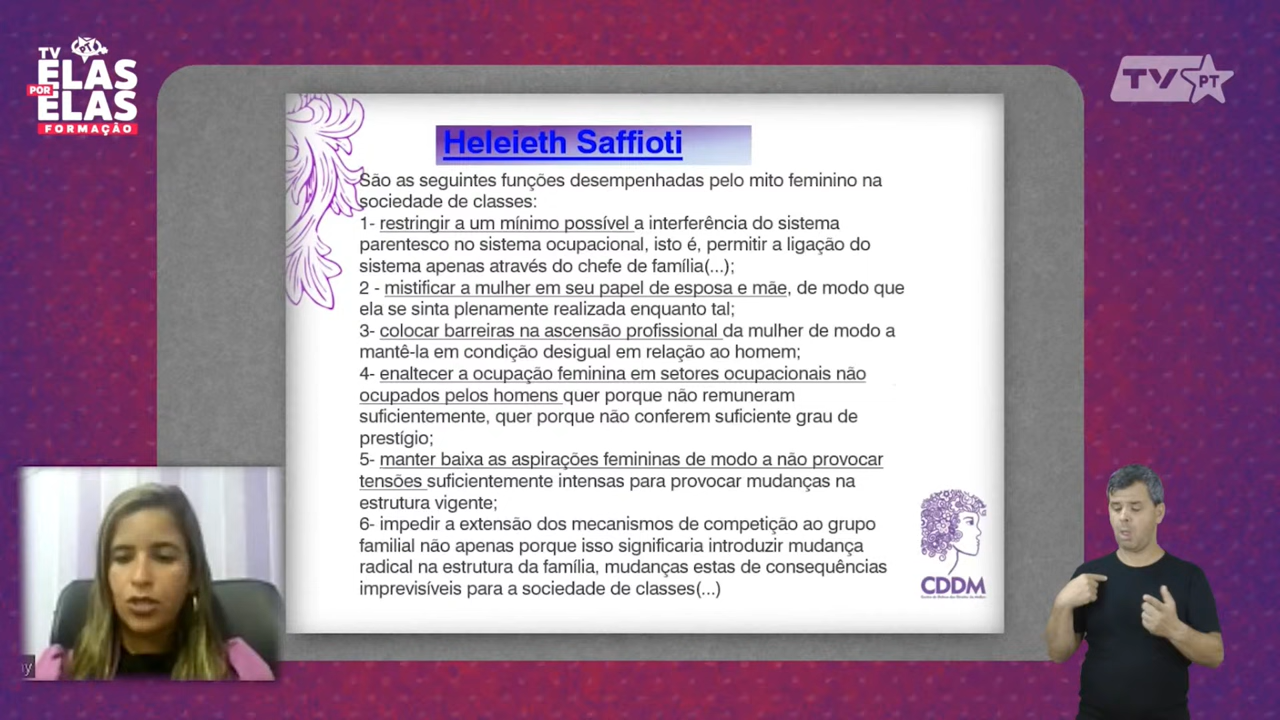 TV
ELAS
POR
ELAS
FORMAÇÃO
TV PT
Heleieth Saffioti
São as seguintes funções desempenhadas pelo mito feminino na
sociedade de classes:
1- restringir a um mínimo possível a interferência do sistema
parentesco no sistema ocupacional, isto é, permitir a ligação do
sistema apenas através do chefe de família(...);
2 - mistificar a mulher em seu papel de esposa e mãe, de modo que
ela se sinta plenamente realizada enquanto tal;
3- colocar barreiras na ascensão profissional da mulher de modo a
mantê-la em condição desigual em relação ao homem;
4- enaltecer a ocupação feminina em setores ocupacionais não
ocupados pelos homens quer porque não remuneram
suficientemente, quer porque não conferem suficiente grau de
prestígio;
5- manter baixa as aspirações femininas de modo a não provocar
tensões suficientemente intensas para provocar mudanças na
estrutura vigente;
6- impedir a extensão dos mecanismos de competição ao grupo
familial não apenas porque isso significaria introduzir mudança
radical na estrutura da família, mudanças estas de consequências
imprevisíveis para a sociedade de classes(...)
CDDM